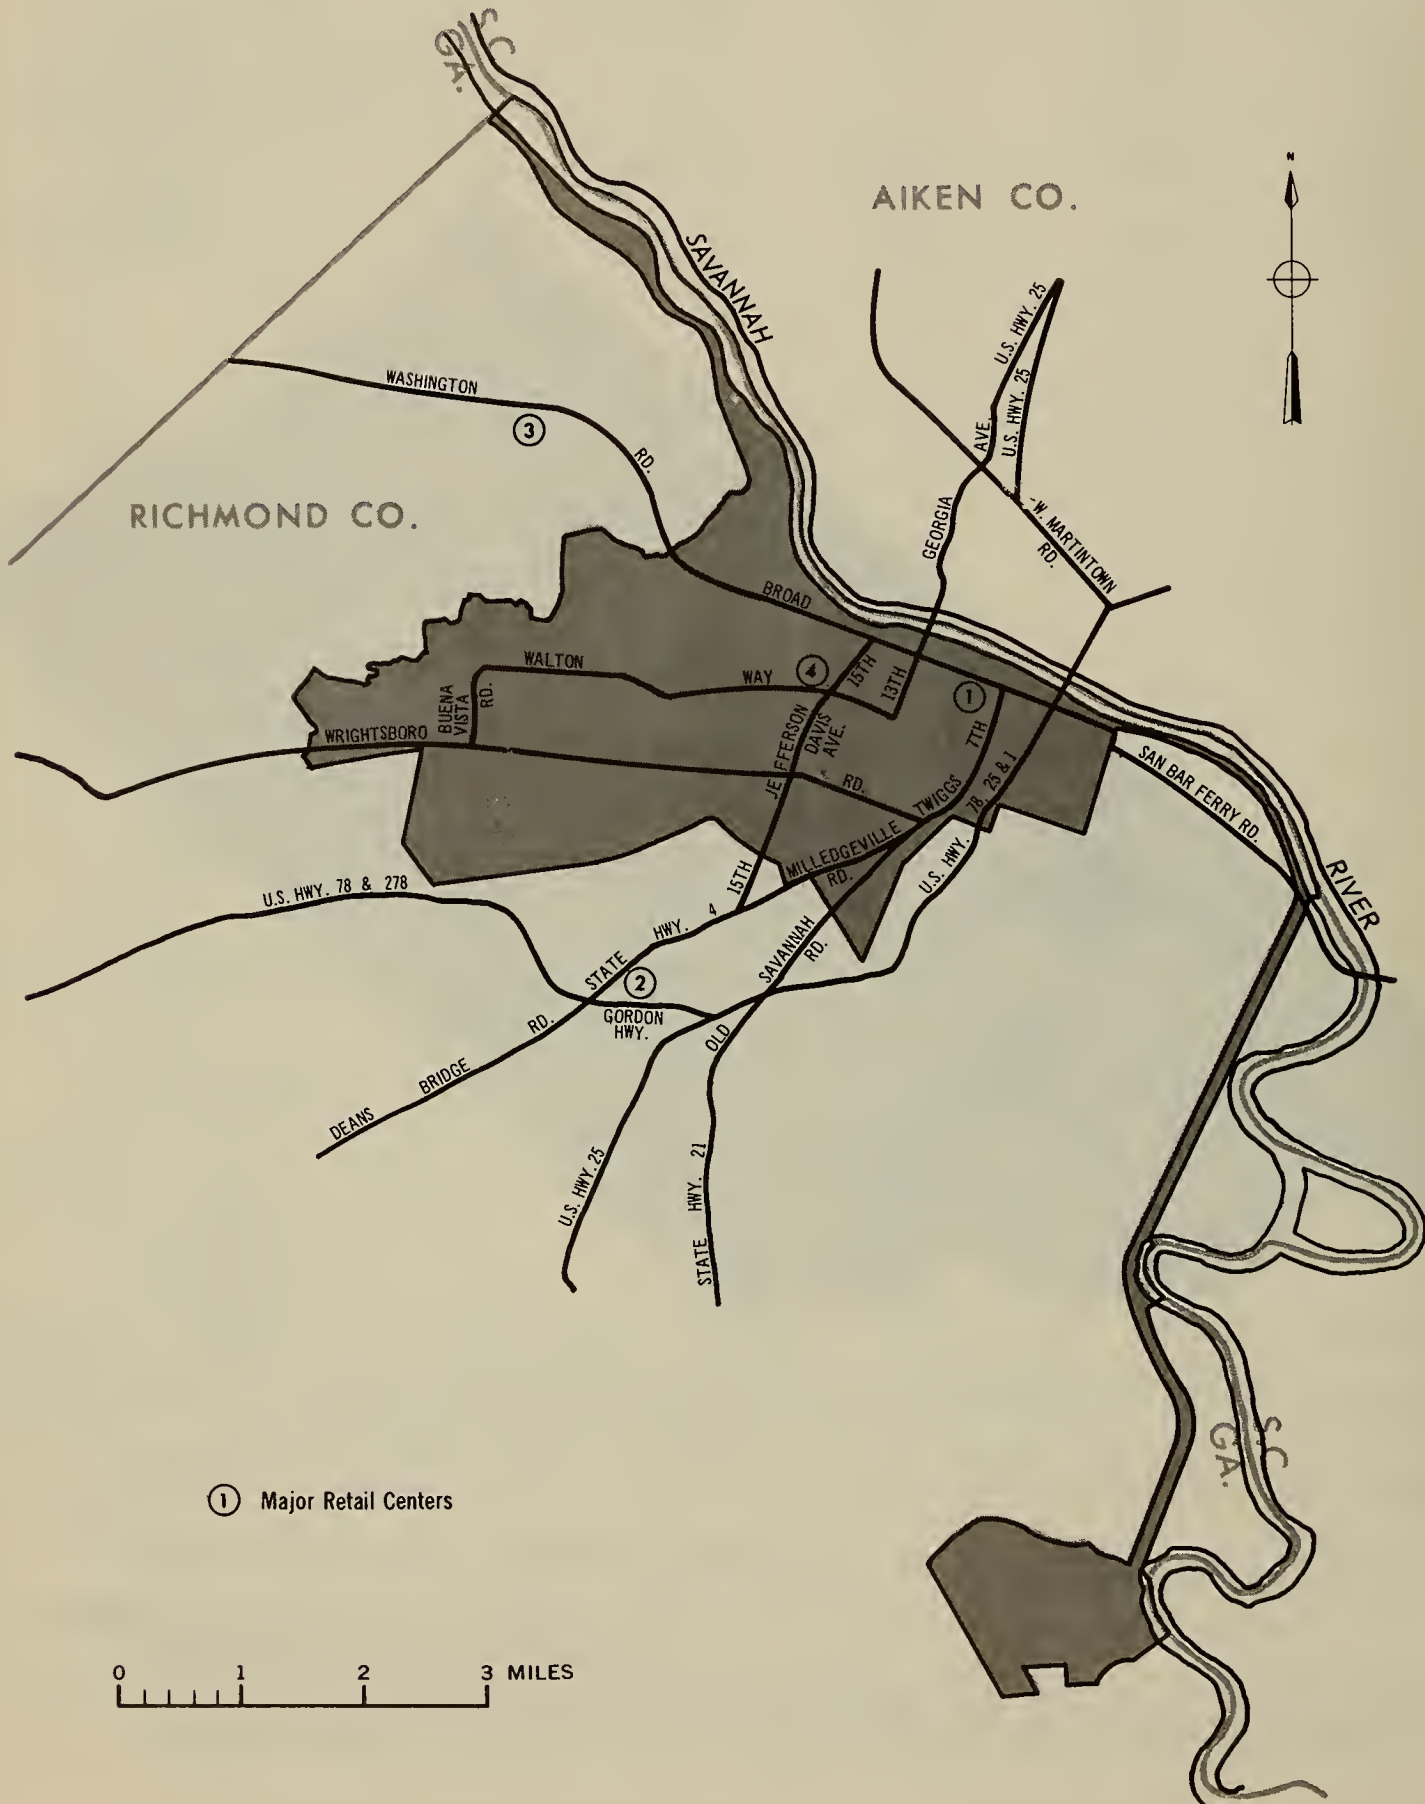 S.C
GA.
AIKEN CO.
N
SAVANNAH
U.S. HWY. 25
U.S. HWY. 25
WASHINGTON
3
AVE.
RD.
RICHMOND CO.
GEORGIA
-W. MARTINTOWN
RD.
BROAD
WALTON
WAY
4
15TH
13TH
1
BUENA
VISTA
RD.
WRIGHTSBORO
JEFFERSON
DAVIS
AVE.
7TH
RD.
TWIGGS
78, 25 & 1
U.S. HWY.
SAN BAR FERRY RD.
MILLEDGEVILLE
RD.
15TH
RIVER
U.S. HWY. 78 & 278
STATE HWY. 4
SAVANNAH
RD.
2
GORDON
HWY.
OLD
DEANS BRIDGE RD.
U.S. HWY. 25
STATE HWY. 21
S.C
GA.
1 Major Retail Centers
0 1 2 3 MILES